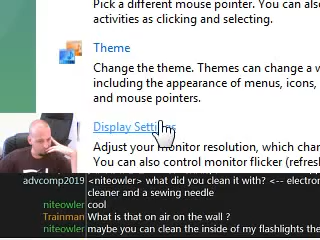 Pick a different mouse pointer. You can also
activities as clicking and selecting.
Theme
Change the theme. Themes can change a w
including the appearance of menus, icons,
and mouse pointers.
Display Settings
Adjust your monitor resolution, which chan
You can also control monitor flicker (refresh
advcomp2019 <niteowler> what did you clean it with? <-- electron
cleaner and a sewing needle
niteowler cool
Trainman What is that on air on the wall ?
niteowler maybe you can clean the inside of my flashlights the